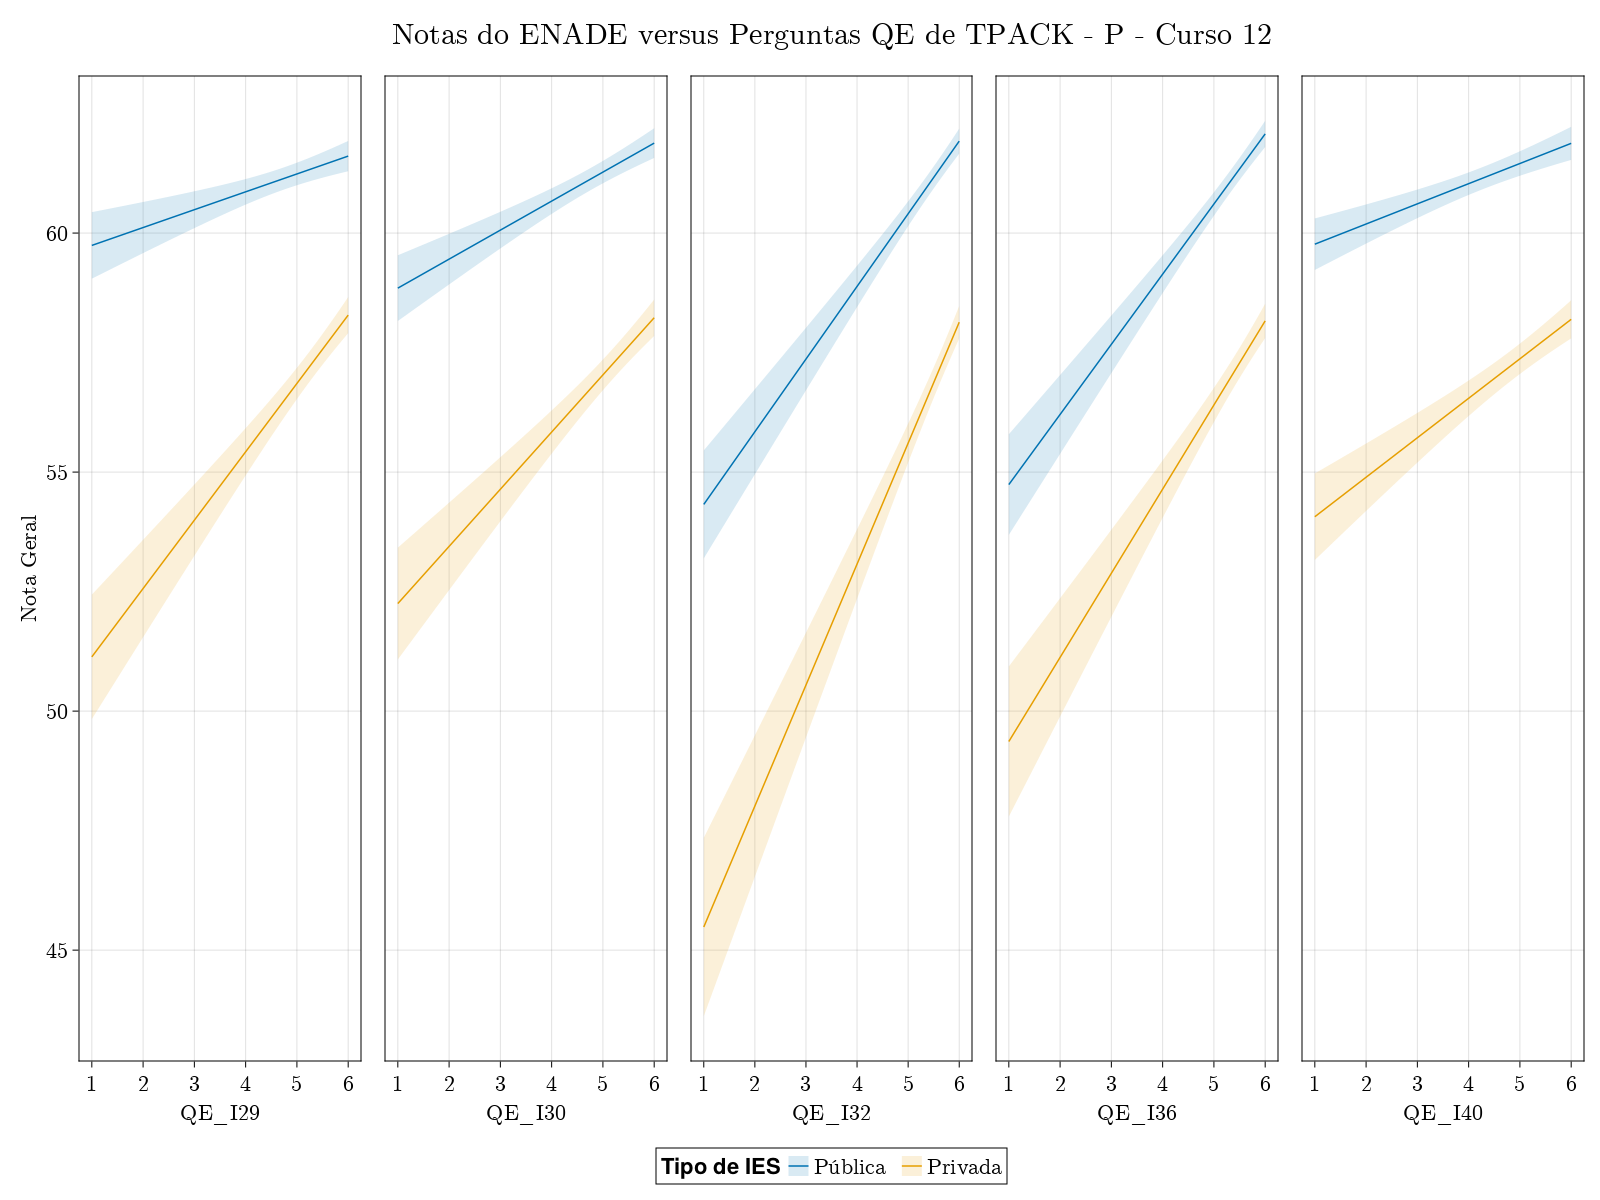 Notas do ENADE versus Perguntas QE de TPACK - P - Curso 12
Nota Geral
60
55
50
45
1 2 3 4 5 6
QE_I29
1 2 3 4 5 6
QE_I30
1 2 3 4 5 6
QE_I32
1 2 3 4 5 6
QE_I36
1 2 3 4 5 6
QE_I40
Tipo de IES Pública Privada